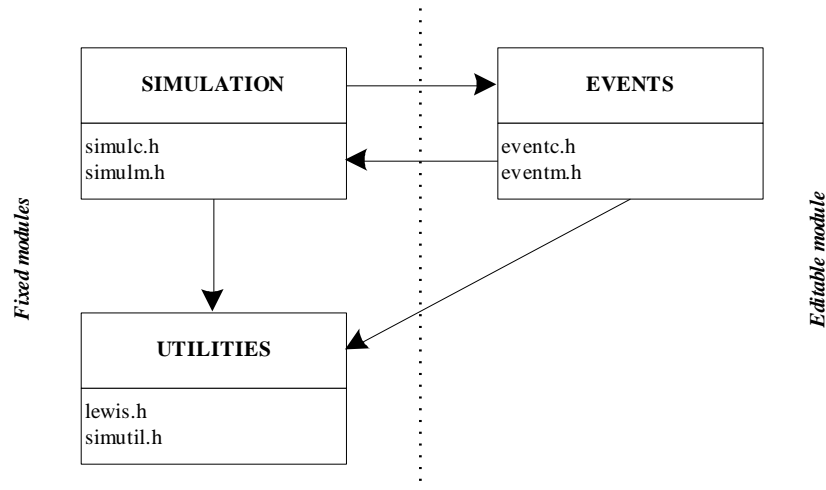 SIMULATION
simulc.h
simulm.h
EVENTS
eventc.h
eventm.h
Fixed modules
Editable module
UTILITIES
lewis.h
simutil.h